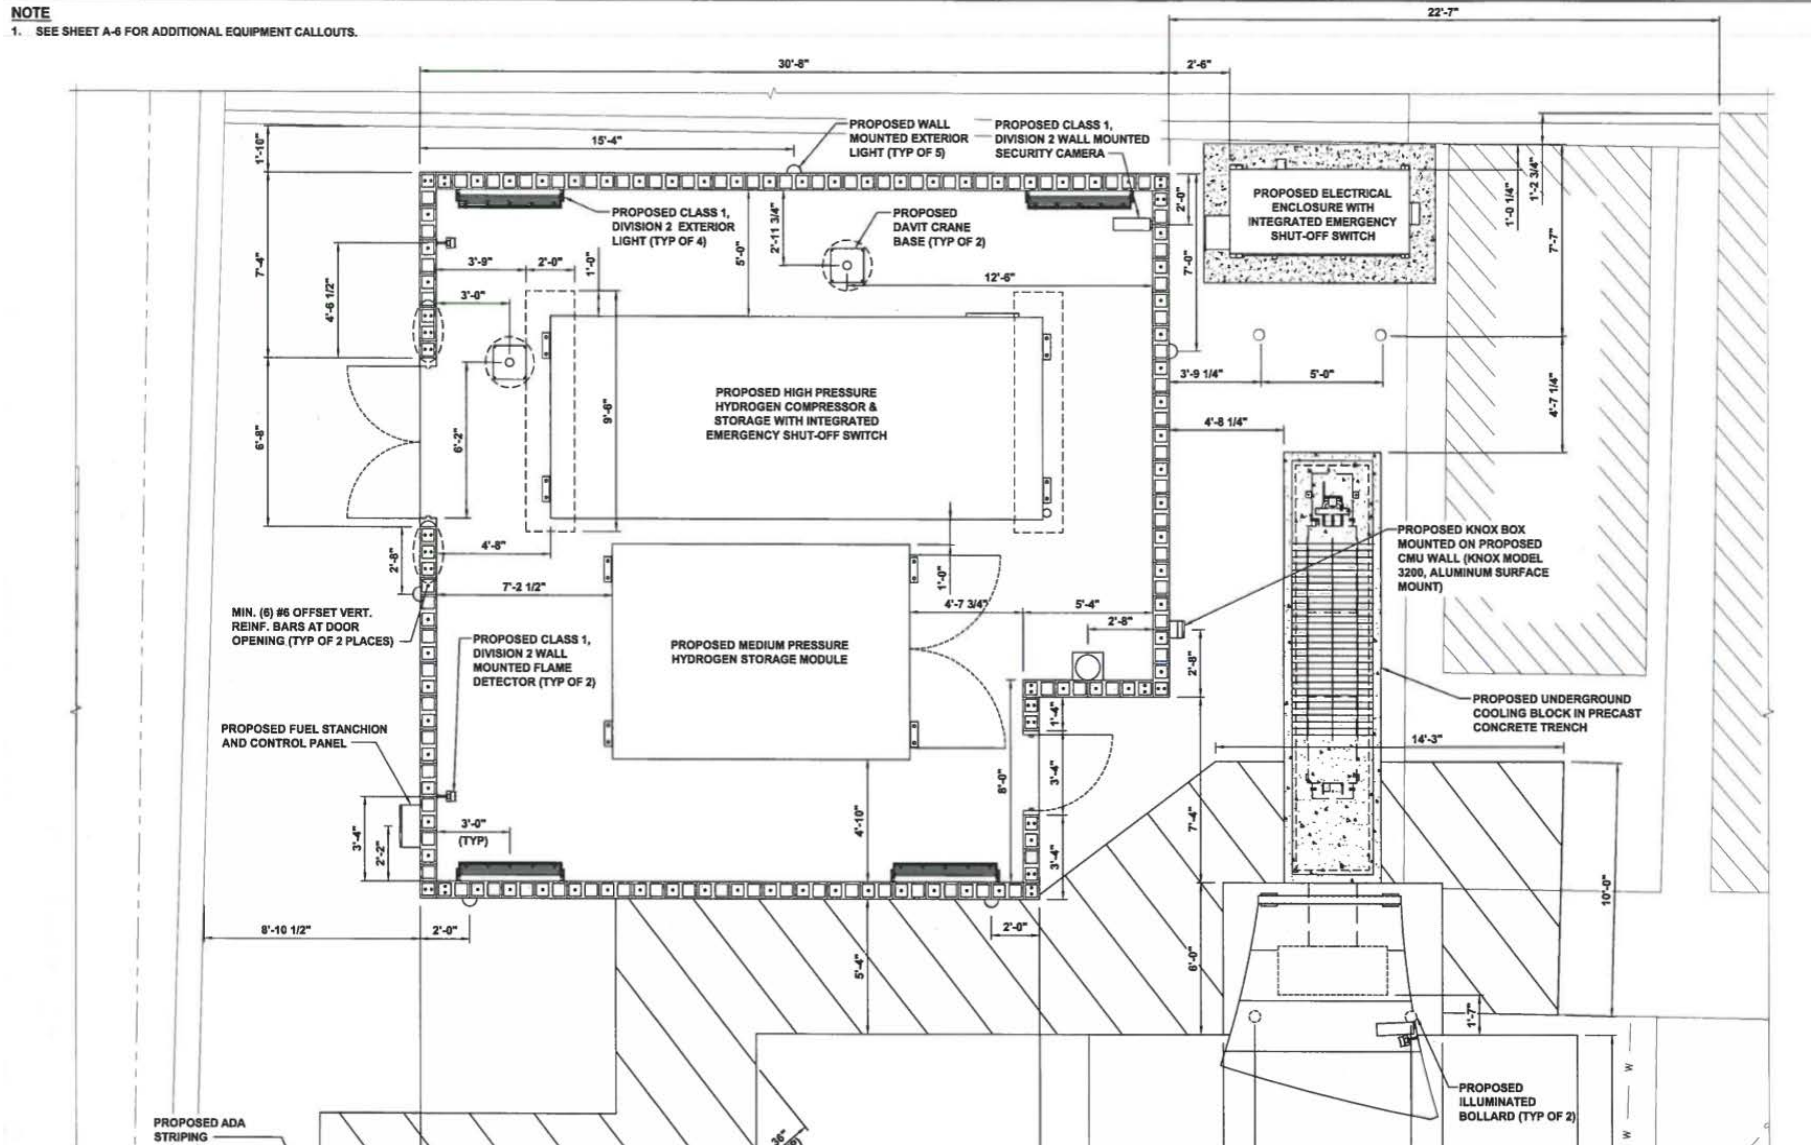 NOTE
1. SEE SHEET A-6 FOR ADDITIONAL EQUIPMENT CALLOUTS.
22'-7"
30'-8"
2'-6"
1'-10"
15'-4"
PROPOSED WALL
MOUNTED EXTERIOR
LIGHT (TYP OF 5)
PROPOSED CLASS 1,
DIVISION 2 WALL MOUNTED
SECURITY CAMERA
PROPOSED CLASS 1,
DIVISION 2 EXTERIOR
LIGHT (TYP OF 4)
2'-11 3/4"
PROPOSED
DAVIT CRANE
BASE (TYP OF 2)
2'-0"
PROPOSED ELECTRICAL
ENCLOSURE WITH
INTEGRATED EMERGENCY
SHUT-OFF SWITCH
1'-0 1/4"
1'-2 3/4"
7'-7"
7'-4"
4'-6 1/2"
3'-9"
2'-0"
1'-0"
5'-0"
12'-6"
7'-0"
3'-0"
9'-6"
PROPOSED HIGH PRESSURE
HYDROGEN COMPRESSOR &
STORAGE WITH INTEGRATED
EMERGENCY SHUT-OFF SWITCH
3'-9 1/4"
5'-0"
4'-7 1/4"
6'-8"
6'-2"
4'-8 1/4"
2'-8"
4'-8"
PROPOSED KNOX BOX
MOUNTED ON PROPOSED
CMU WALL (KNOX MODEL
3200, ALUMINUM SURFACE
MOUNT)
7'-2 1/2"
1'-0"
4'-7 3/4"
5'-4"
2'-8"
MIN. (6) #6 OFFSET VERT.
REINF. BARS AT DOOR
OPENING (TYP OF 2 PLACES)
PROPOSED CLASS 1,
DIVISION 2 WALL
MOUNTED FLAME
DETECTOR (TYP OF 2)
PROPOSED MEDIUM PRESSURE
HYDROGEN STORAGE MODULE
2'-8"
PROPOSED UNDERGROUND
COOLING BLOCK IN PRECAST
CONCRETE TRENCH
PROPOSED FUEL STANCHION
AND CONTROL PANEL
1'-4"
14'-3"
8'-0"
3'-4"
3'-4"
2'-2"
3'-0"
(TYP)
4'-10"
3'-4"
7'-4"
10'-0"
8'-10 1/2"
2'-0"
2'-0"
5'-4"
6'-0"
1'-7"
PROPOSED
ILLUMINATED
BOLLARD (TYP OF 2)
W
W
PROPOSED ADA
STRIPING
36"